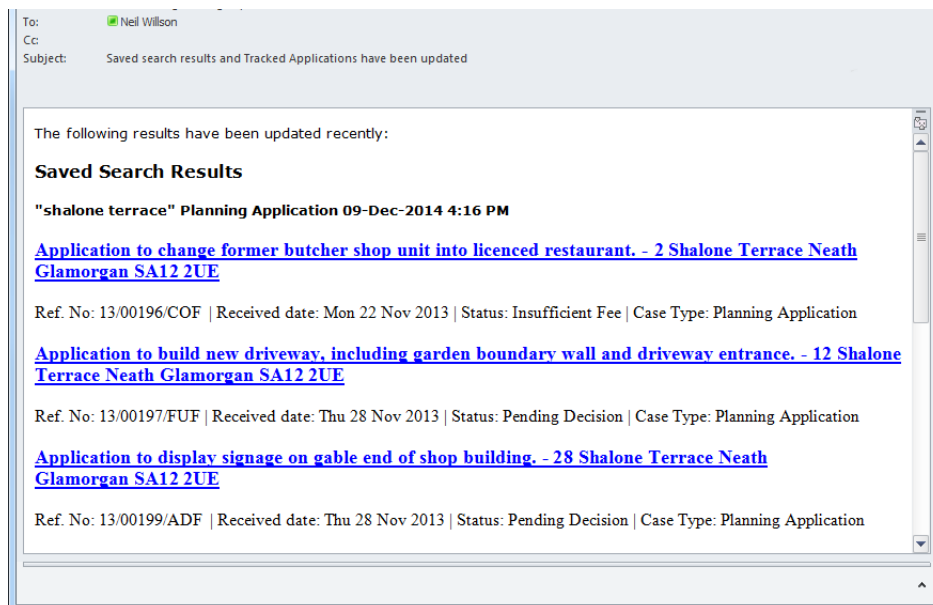 To: Neil Willson
Cc:
Subject: Saved search results and Tracked Applications have been updated
The following results have been updated recently:
Saved Search Results
"shalone terrace" Planning Application 09-Dec-2014 4:16 PM
Application to change former butcher shop unit into licenced restaurant. - 2 Shalone Terrace Neath
Glamorgan SA12 2UE
Ref. No: 13/00196/COF | Received date: Mon 22 Nov 2013 | Status: Insufficient Fee | Case Type: Planning Application
Application to build new driveway, including garden boundary wall and driveway entrance. - 12 Shalone
Terrace Neath Glamorgan SA12 2UE
Ref. No: 13/00197/FUF | Received date: Thu 28 Nov 2013 | Status: Pending Decision | Case Type: Planning Application
Application to display signage on gable end of shop building. - 28 Shalone Terrace Neath
Glamorgan SA12 2UE
Ref. No: 13/00199/ADF | Received date: Thu 28 Nov 2013 | Status: Pending Decision | Case Type: Planning Application